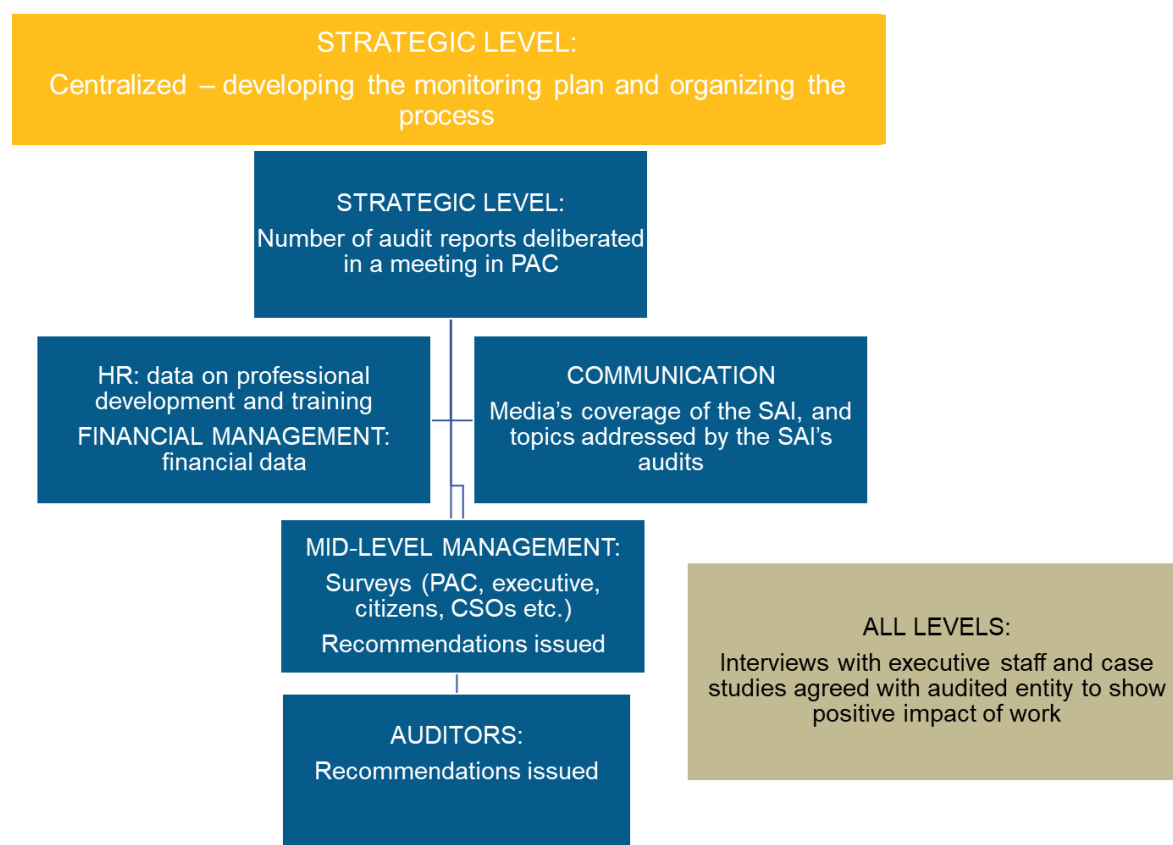 STRATEGIC LEVEL:
Centralized – developing the monitoring plan and organizing the
process
STRATEGIC LEVEL:
Number of audit reports deliberated
in a meeting in PAC
HR: data on professional
development and training
FINANCIAL MANAGEMENT:
financial data
COMMUNICATION
Media’s coverage of the SAI, and
topics addressed by the SAI’s
audits
MID-LEVEL MANAGEMENT:
Surveys (PAC, executive,
citizens, CSOs etc.)
Recommendations issued
ALL LEVELS:
Interviews with executive staff and case
studies agreed with audited entity to show
positive impact of work
AUDITORS:
Recommendations issued